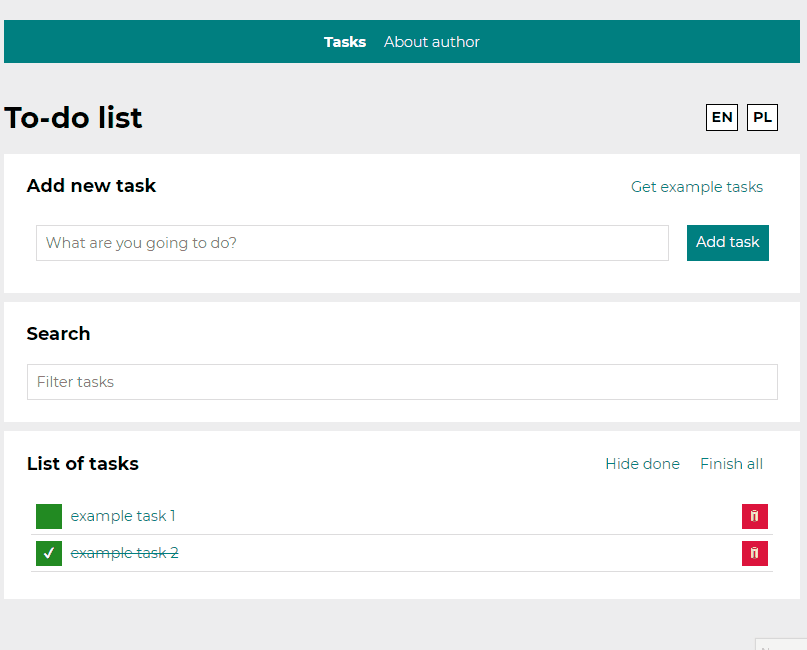 Tasks About author
To-do list EN PL
Add new task Get example tasks
What are you going to do? Add task
Search
Filter tasks
List of tasks Hide done Finish all
example task 1
example task 2